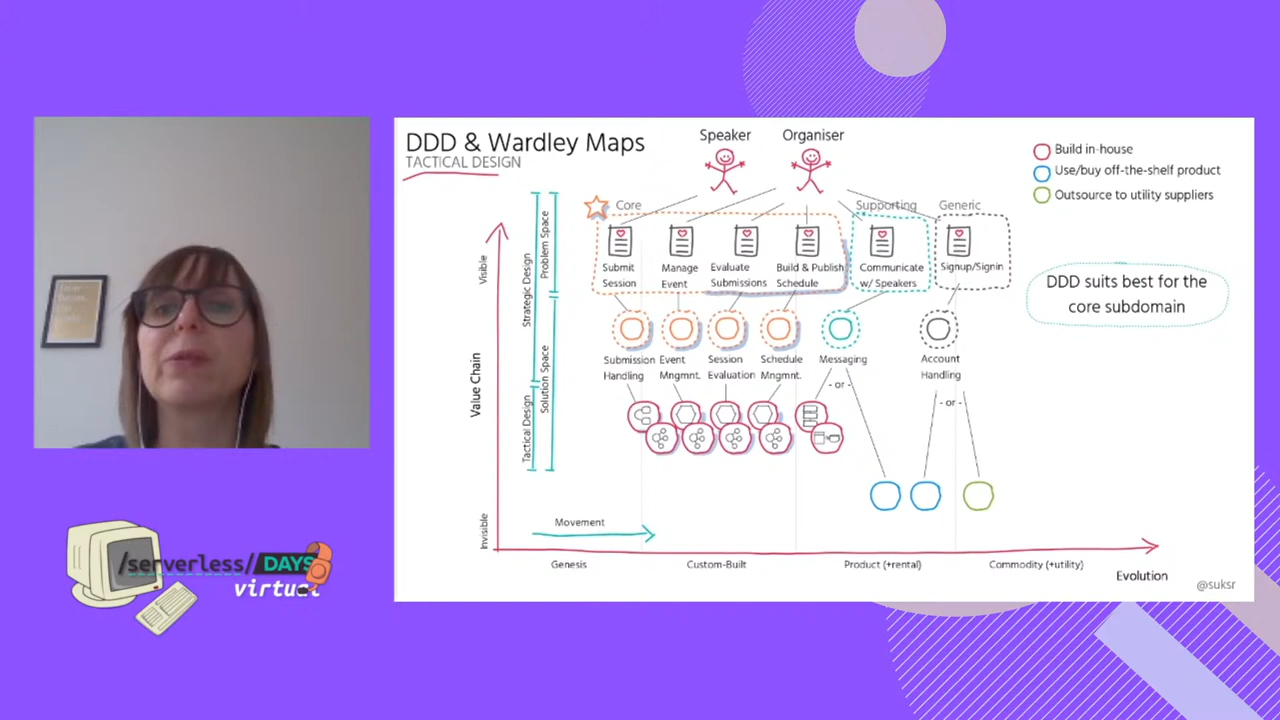 DDD & Wardley Maps
TACTICAL DESIGN
Speaker
Organiser
Build in-house
Use/buy off-the-shelf product
Outsource to utility suppliers
Core
Supporting
Generic
Submit
Session
Manage
Event
Evaluate
Submissions
Build & Publish
Schedule
Communicate
w/ Speakers
Signup/Signin
DDD suits best for the
core subdomain
Visible
Value Chain
Invisible
Strategic Design
Tactical Design
Problem Space
Solution Space
Submission
Handling
Event
Mngmnt.
Session
Evaluation
Schedule
Mngmnt.
Messaging
Account
Handling
- or -
- or -
Movement
Genesis
Custom-Built
Product (+rental)
Commodity (+utility)
Evolution
@suksr
/serverless/DAYS
virtual